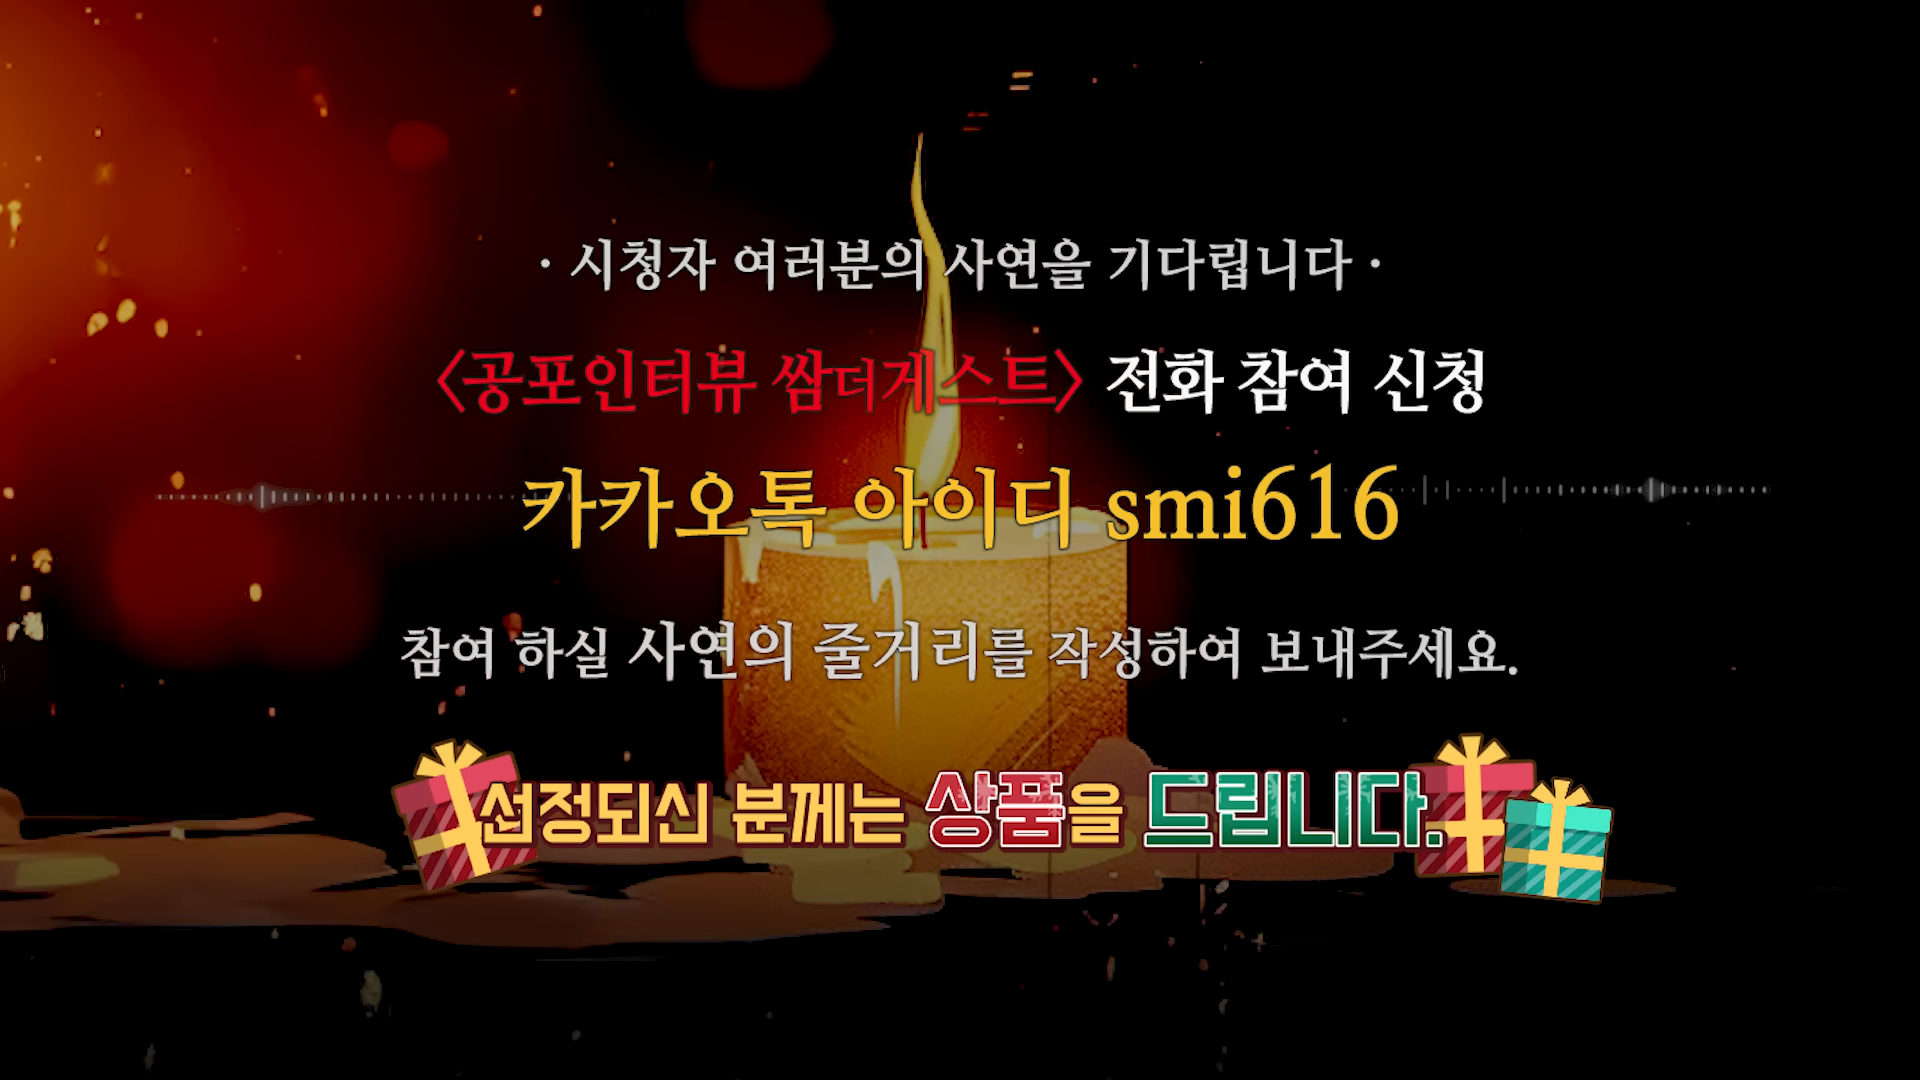 · 시청자 여러분의 사연을 기다립니다 ·
〈공포인터뷰 쌈더게스트〉 전화 참여 신청
카카오톡 아이디 smi616
참여 하실 사연의 줄거리를 작성하여 보내주세요.
선정되신 분께는 상품을 드립니다.